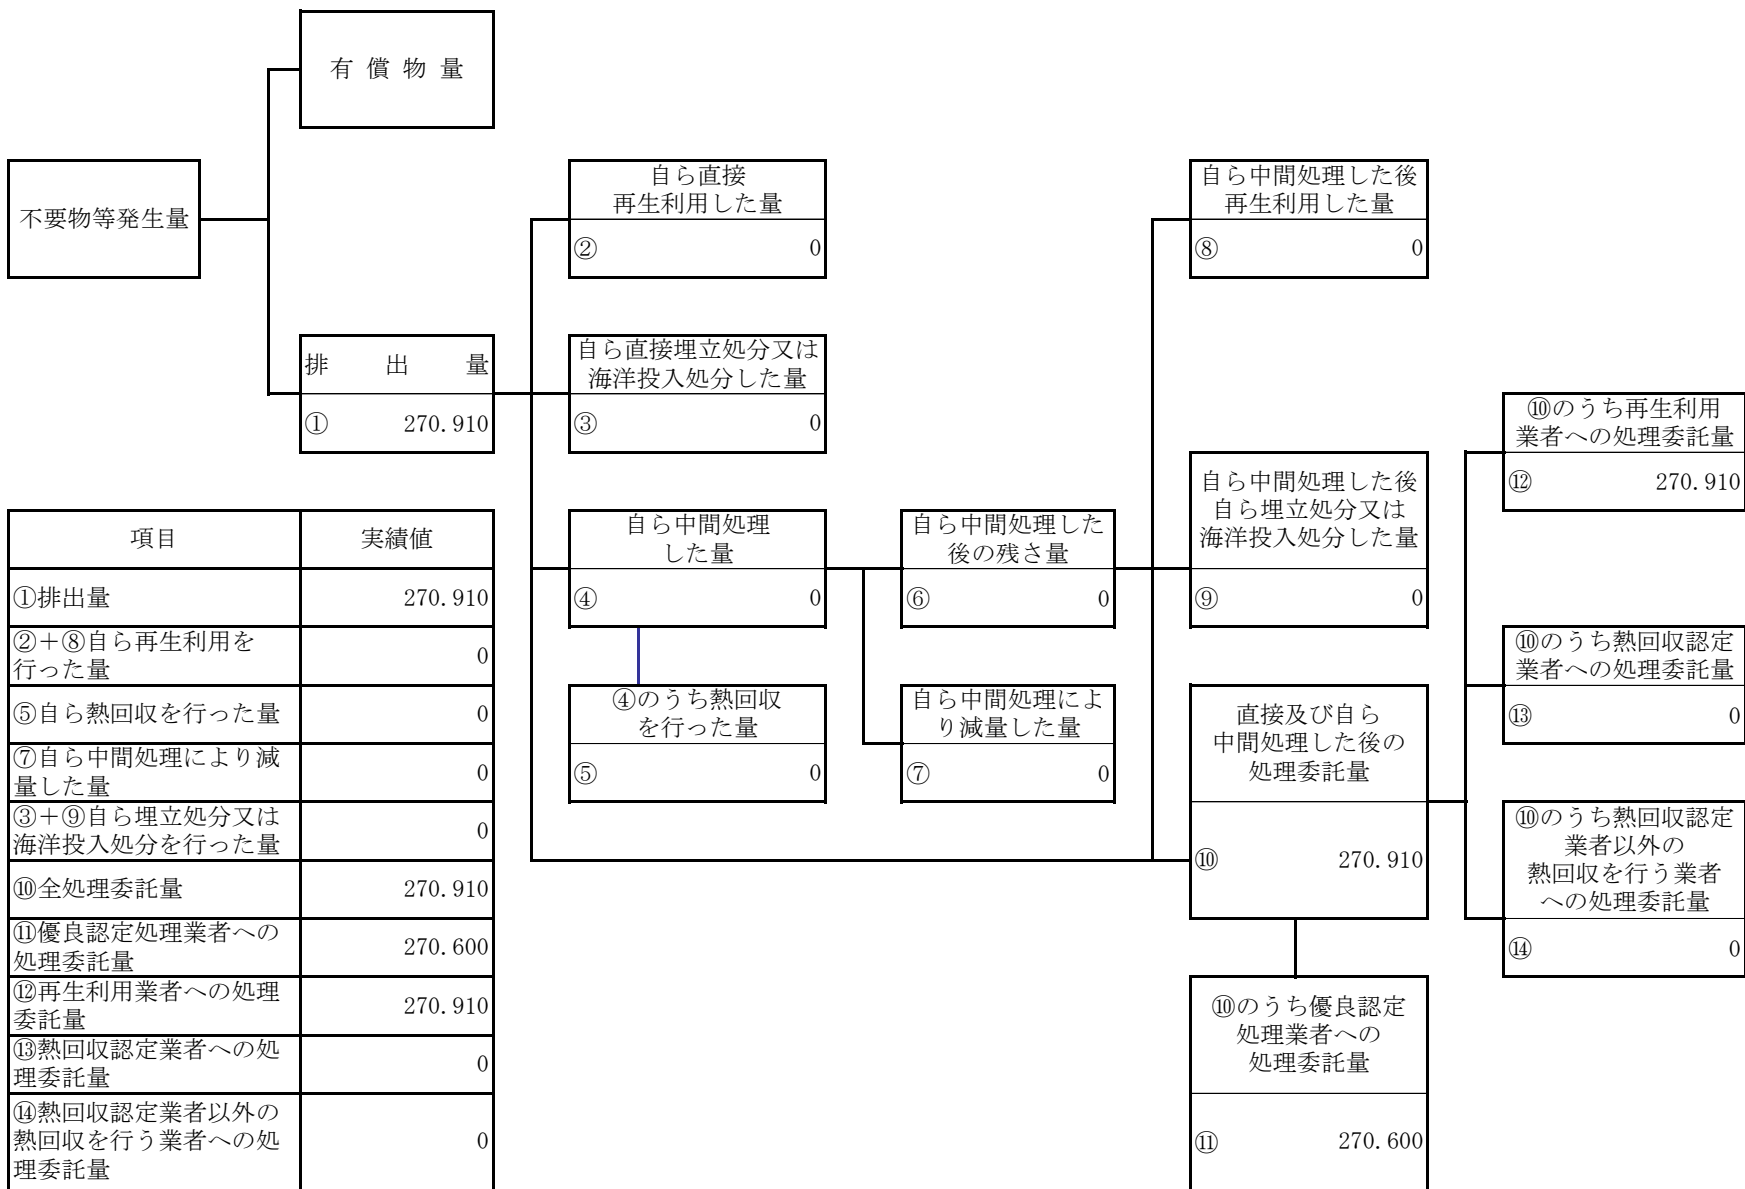 有償物量
不要物等発生量
排出量
① 270.910
自ら直接
再生利用した量
② 0
自ら直接埋立処分又は
海洋投入処分した量
③ 0
自ら中間処理
した量
④ 0
④のうち熱回収
を行った量
⑤ 0
自ら中間処理した
後の残さ量
⑥ 0
自ら中間処理によ
り減量した量
⑦ 0
自ら中間処理した後
再生利用した量
⑧ 0
自ら中間処理した後
自ら埋立処分又は
海洋投入処分した量
⑨ 0
直接及び自ら
中間処理した後の
処理委託量
⑩ 270.910
⑩のうち優良認定
処理業者への
処理委託量
⑪ 270.600
⑩のうち再生利用
業者への処理委託量
⑫ 270.910
⑩のうち熱回収認定
業者への処理委託量
⑬ 0
⑩のうち熱回収認定
業者以外の
熱回収を行う業者
への処理委託量
⑭ 0
項目 実績値
①排出量 270.910
②+⑧自ら再生利用を
行った量 0
⑤自ら熱回収を行った量 0
⑦自ら中間処理により減
量した量 0
③+⑨自ら埋立処分又は
海洋投入処分を行った量 0
⑩全処理委託量 270.910
⑪優良認定処理業者への
処理委託量 270.600
⑫再生利用業者への処理
委託量 270.910
⑬熱回収認定業者への処
理委託量 0
⑭熱回収認定業者以外の
熱回収を行う業者への処 0
理委託量